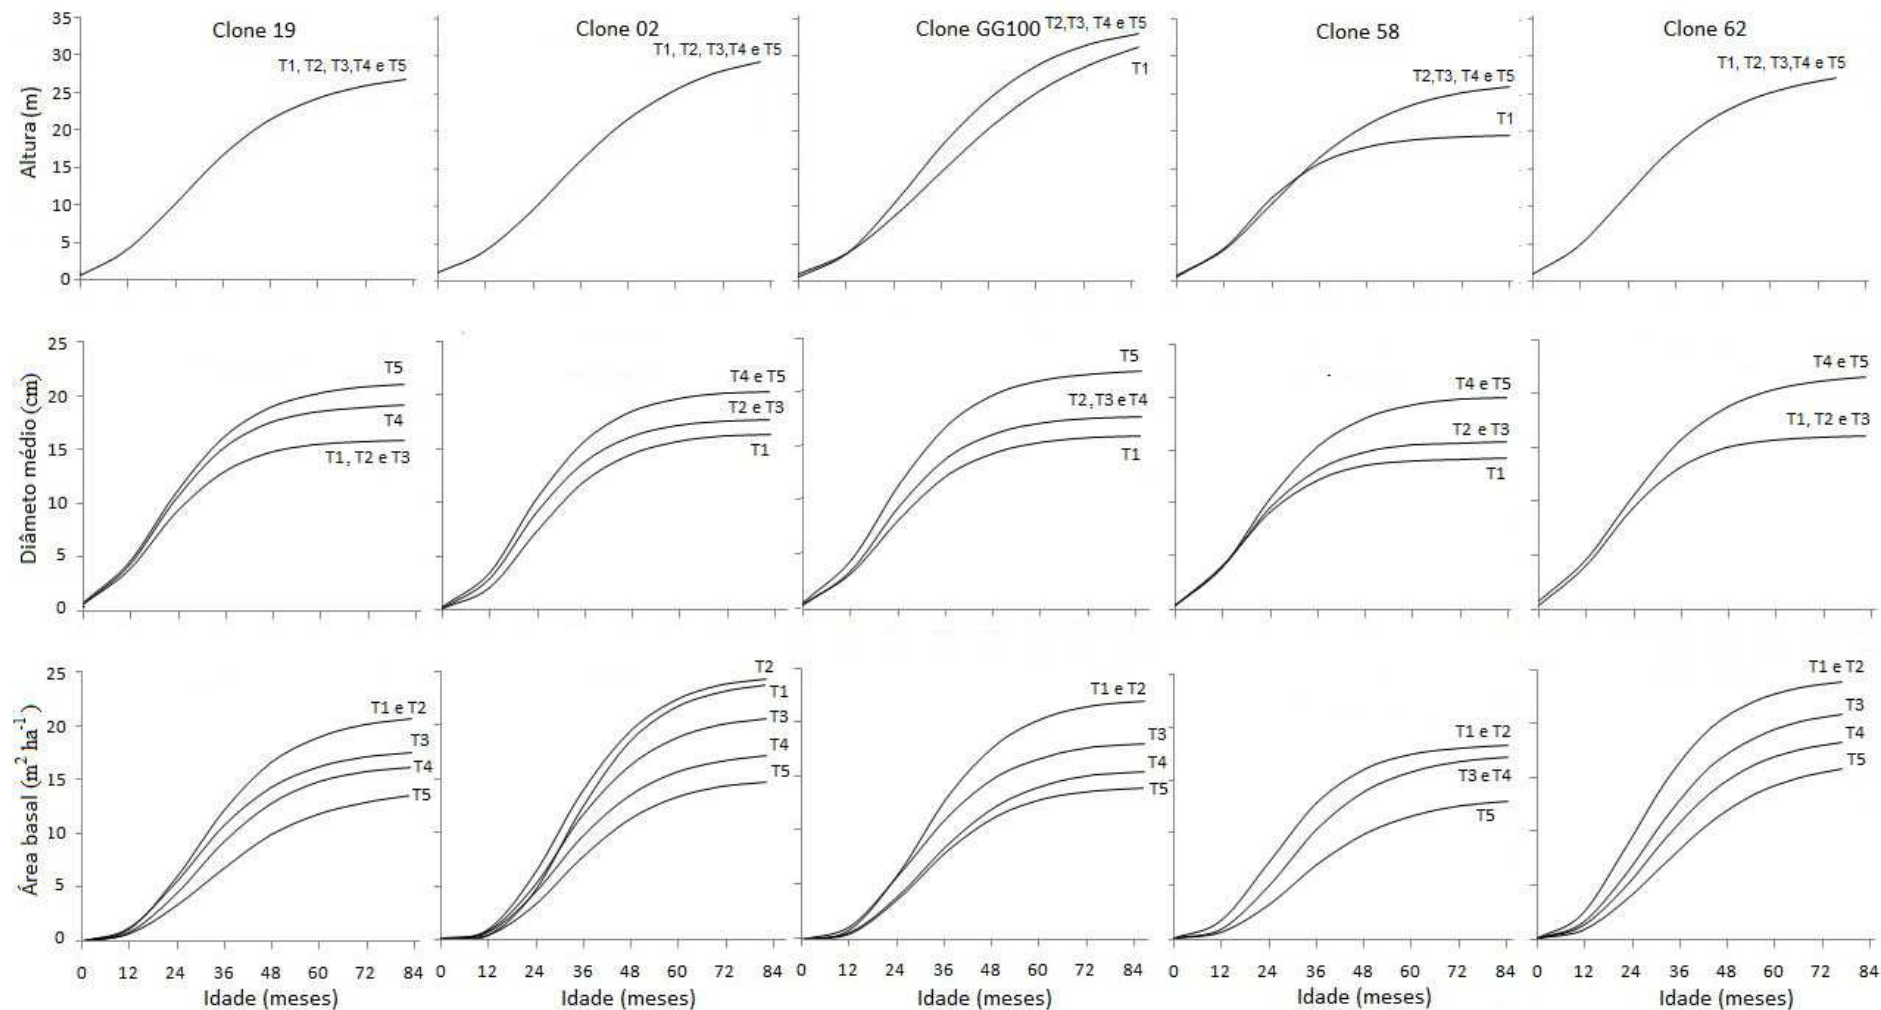 Clone 19
Clone 02
Clone GG100
Clone 58
Clone 62
Altura (m)
35
30
25
20
15
10
5
0
T1, T2, T3,T4 e T5
T1, T2, T3,T4 e T5
T2,T3, T4 e T5
T1
T2,T3, T4 e T5
T1
T1, T2, T3,T4 e T5
Diâmeto médio (cm)
25
20
15
10
5
0
T5
T4
T1, T2 e T3
T4 e T5
T2 e T3
T1
T5
T2,T3 e T4
T1
T4 e T5
T2 e T3
T1
T4 e T5
T1, T2 e T3
Área basal (m² ha⁻¹)
25
20
15
10
5
0
T1 e T2
T3
T4
T5
T2
T1
T3
T4
T5
T1 e T2
T3
T4
T5
T1 e T2
T3 e T4
T5
T1 e T2
T3
T4
T5
0 12 24 36 48 60 72 84
0 12 24 36 48 60 72 84
0 12 24 36 48 60 72 84
0 12 24 36 48 60 72 84
0 12 24 36 48 60 72 84
Idade (meses)
Idade (meses)
Idade (meses)
Idade (meses)
Idade (meses)